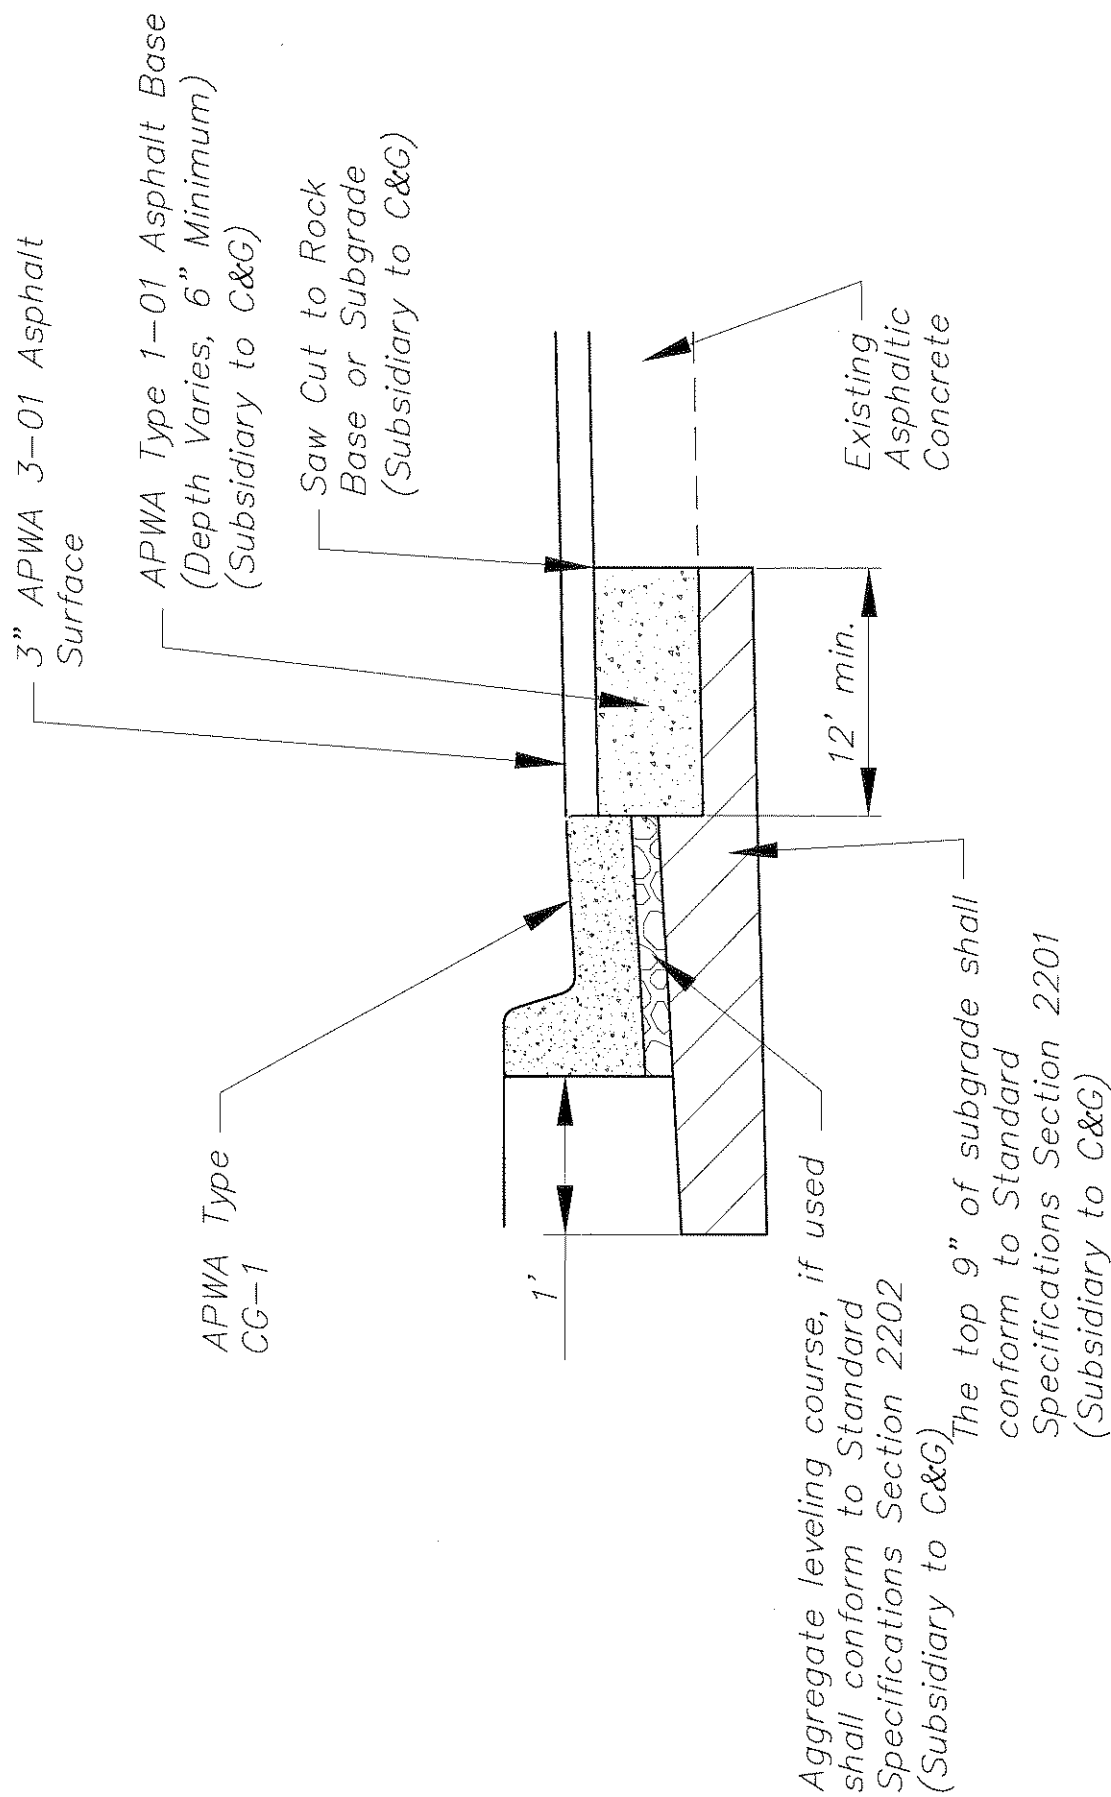 3" APWA 3-01 Asphalt
Surface
APWA Type 1-01 Asphalt Base
(Depth Varies, 6" Minimum)
(Subsidiary to C&G)
Saw Cut to Rock
Base or Subgrade
(Subsidiary to C&G)
APWA Type
CG-1
1'
12' min.
Existing
Asphaltic
Concrete
Aggregate leveling course, if used
shall conform to Standard
Specifications Section 2202
(Subsidiary to C&G)
The top 9" of subgrade shall
conform to Standard
Specifications Section 2201
(Subsidiary to C&G)